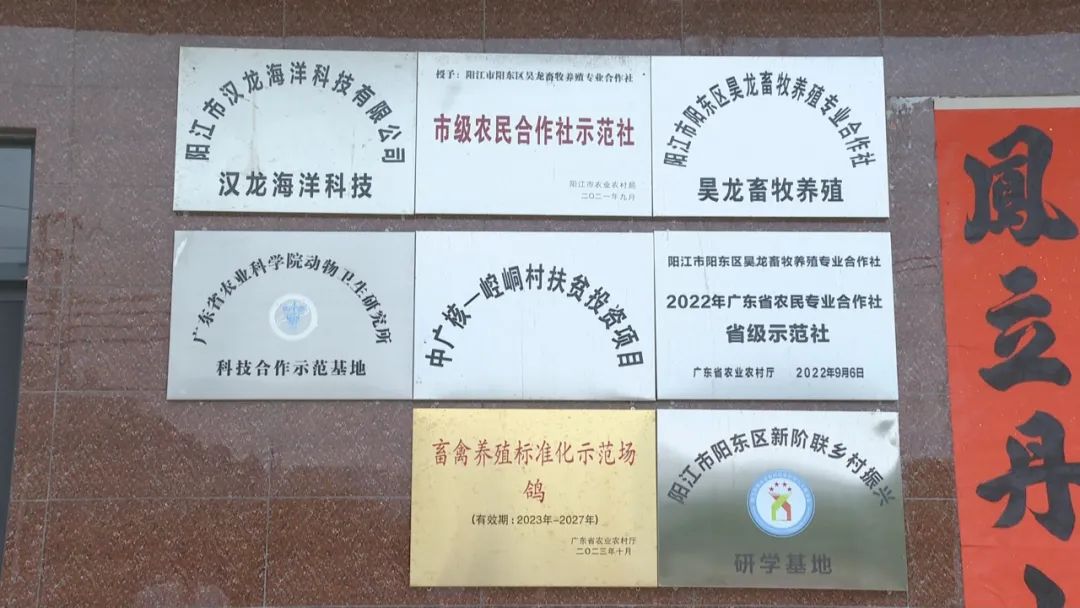 阳江市汉龙海洋科技有限公司
汉龙海洋科技
授予：阳江市阳东区昊龙畜牧养殖专业合作社
市级农民合作社示范社
阳江市农业农村局
二〇二一年九月
阳江市阳东区昊龙畜牧养殖专业合作社
昊龙畜牧养殖
广东省农业科学院动物卫生研究所
科技合作示范基地
中广核—崆峒村扶贫投资项目
阳江市阳东区昊龙畜牧养殖专业合作社
2022年广东省农民专业合作社
省级示范社
广东省农业农村厅 2022年9月6日
畜禽养殖标准化示范场
鸽
（有效期：2023年-2027年）
广东省农业农村厅
二〇二三年十月
阳江市阳东区新阶联乡村振兴
研学基地
鳳立丹